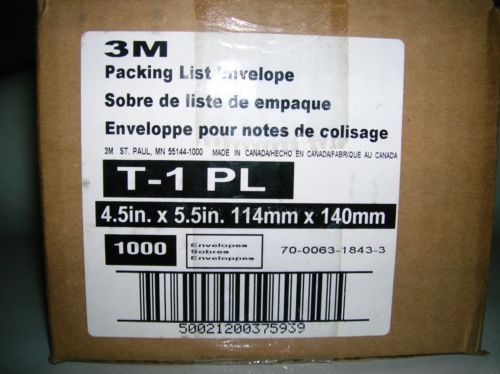 3M
Packing List Envelope
Sobre de liste de empaque
Enveloppe pour notes de colisage
3M ST. PAUL, MN 55144-1000 MADE IN CANADA/HECHO EN CANADA/FABRIQUE AU CANADA
T-1 PL
4.5in. x 5.5in. 114mm x 140mm
1000
Envelopes
Sobres
Enveloppes
70-0063-1843-3
50021200375939